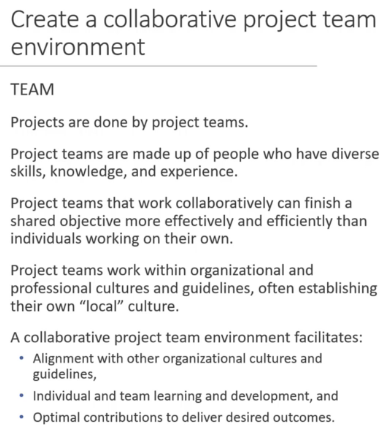 Create a collaborative project team
environment
TEAM
Projects are done by project teams.
Project teams are made up of people who have diverse
skills, knowledge, and experience.
Project teams that work collaboratively can finish a
shared objective more effectively and efficiently than
individuals working on their own.
Project teams work within organizational and
professional cultures and guidelines, often establishing
their own “local” culture.
A collaborative project team environment facilitates:
• Alignment with other organizational cultures and
guidelines,
• Individual and team learning and development, and
• Optimal contributions to deliver desired outcomes.